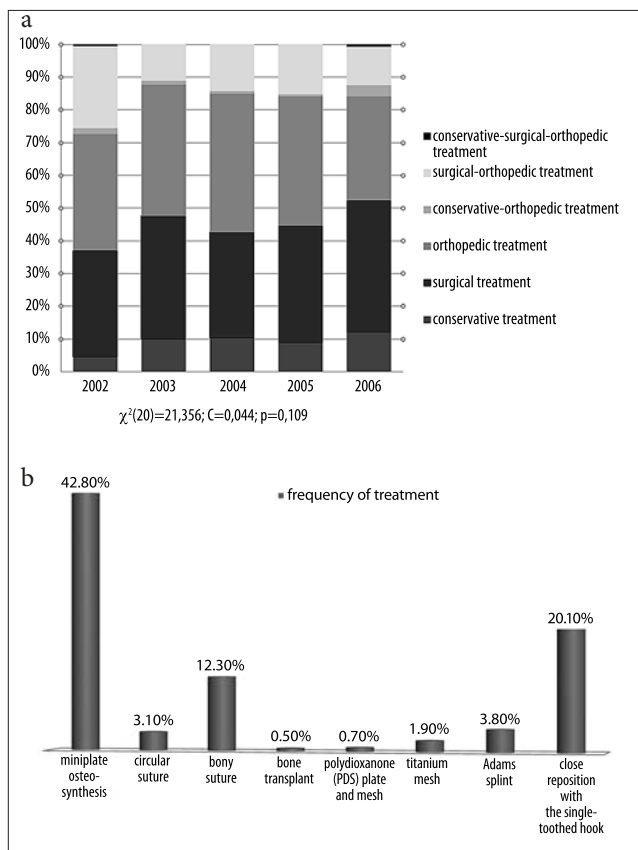 a
100%
90%
80%
70%
60%
50%
40%
30%
20%
10%
0%
2002 2003 2004 2005 2006
conservative-surgical-orthopedic
treatment
surgical-orthopedic treatment
conservative-orthopedic treatment
orthopedic treatment
surgical treatment
conservative treatment
χ²(20)=21,356; C=0,044; p=0,109
b
frequency of treatment
42.80%
3.10%
12.30%
0.50%
0.70%
1.90%
3.80%
20.10%
miniplate
osteo-
synthesis
circular
suture
bony
suture
bone
transplant
polydioxanone
(PDS) plate
and mesh
titanium
mesh
Adams
splint
close
reposition
with
the single-
toothed hook